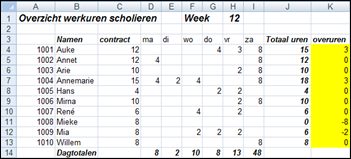 A B C D E F G H I J K
1 Overzicht werkuren scholieren Week 12
2
3 Namen contract ma di wo do vr za Totaal uren overuren
4 1001 Auke 12 4 3 8 15 3
5 1002 Annet 12 4 8 12 0
6 1003 Arie 10 2 8 10 0
7 1004 Annemarie 15 4 2 4 8 18 3
8 1005 Hans 4 2 2 4 0
9 1006 Mirna 10 2 8 10 0
10 1007 René 6 4 2 6 0
11 1008 Mieke 8 0 -8
12 1009 Mia 8 2 2 2 6 -2
13 1010 Willem 8 8 8 0
14 Dagtotalen 8 2 10 8 13 48